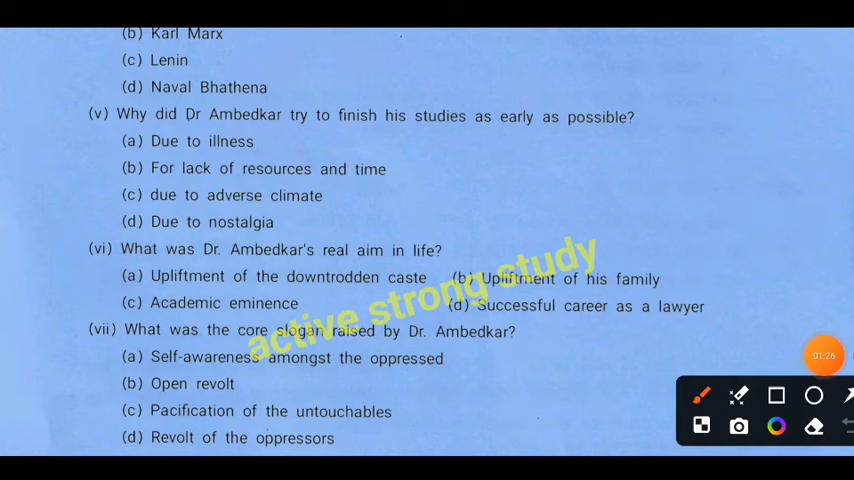 (b) Karl Marx
(c) Lenin
(d) Naval Bhathena
(v) Why did Dr Ambedkar try to finish his studies as early as possible?
(a) Due to illness
(b) For lack of resources and time
(c) due to adverse climate
(d) Due to nostalgia
(vi) What was Dr. Ambedkar's real aim in life?
(a) Upliftment of the downtrodden caste (b) Upliftment of his family
(c) Academic eminence (d) Successful career as a lawyer
(vii) What was the core slogan raised by Dr. Ambedkar?
(a) Self-awareness amongst the oppressed
(b) Open revolt
(c) Pacification of the untouchables
(d) Revolt of the oppressors
active strong study
01:26